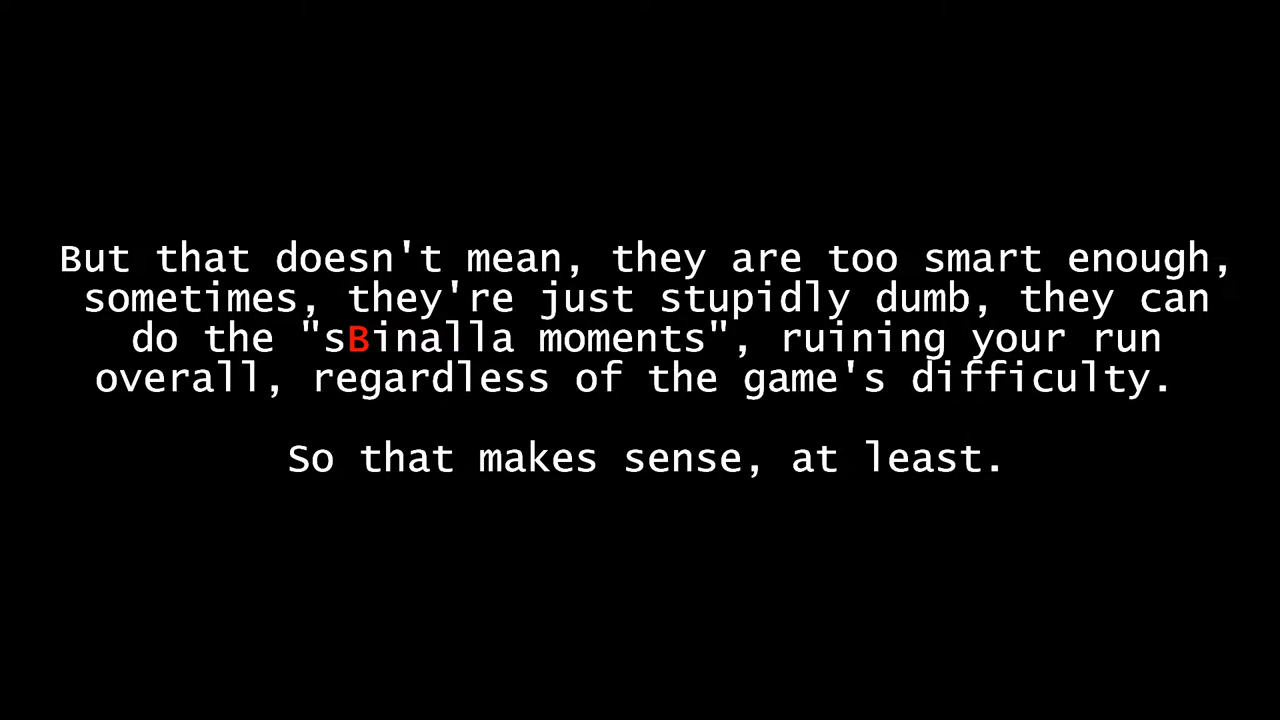 But that doesn't mean, they are too smart enough,
sometimes, they're just stupidly dumb, they can
do the "sBinalla moments", ruining your run
overall, regardless of the game's difficulty.
So that makes sense, at least.